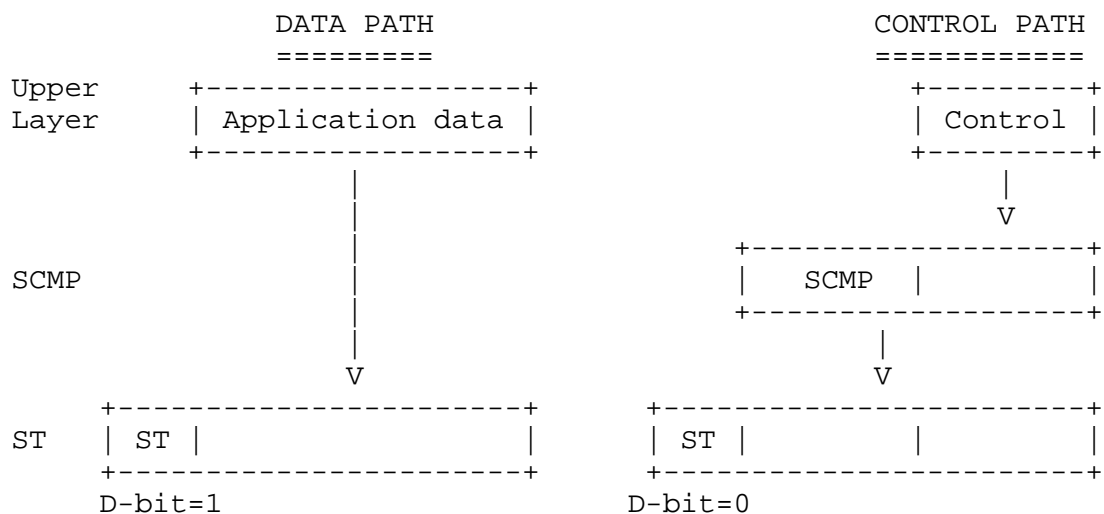 DATA PATH CONTROL PATH
========= ============
Upper
Layer Application data Control
V
SCMP SCMP
V V
ST ST ST
D-bit=1 D-bit=0